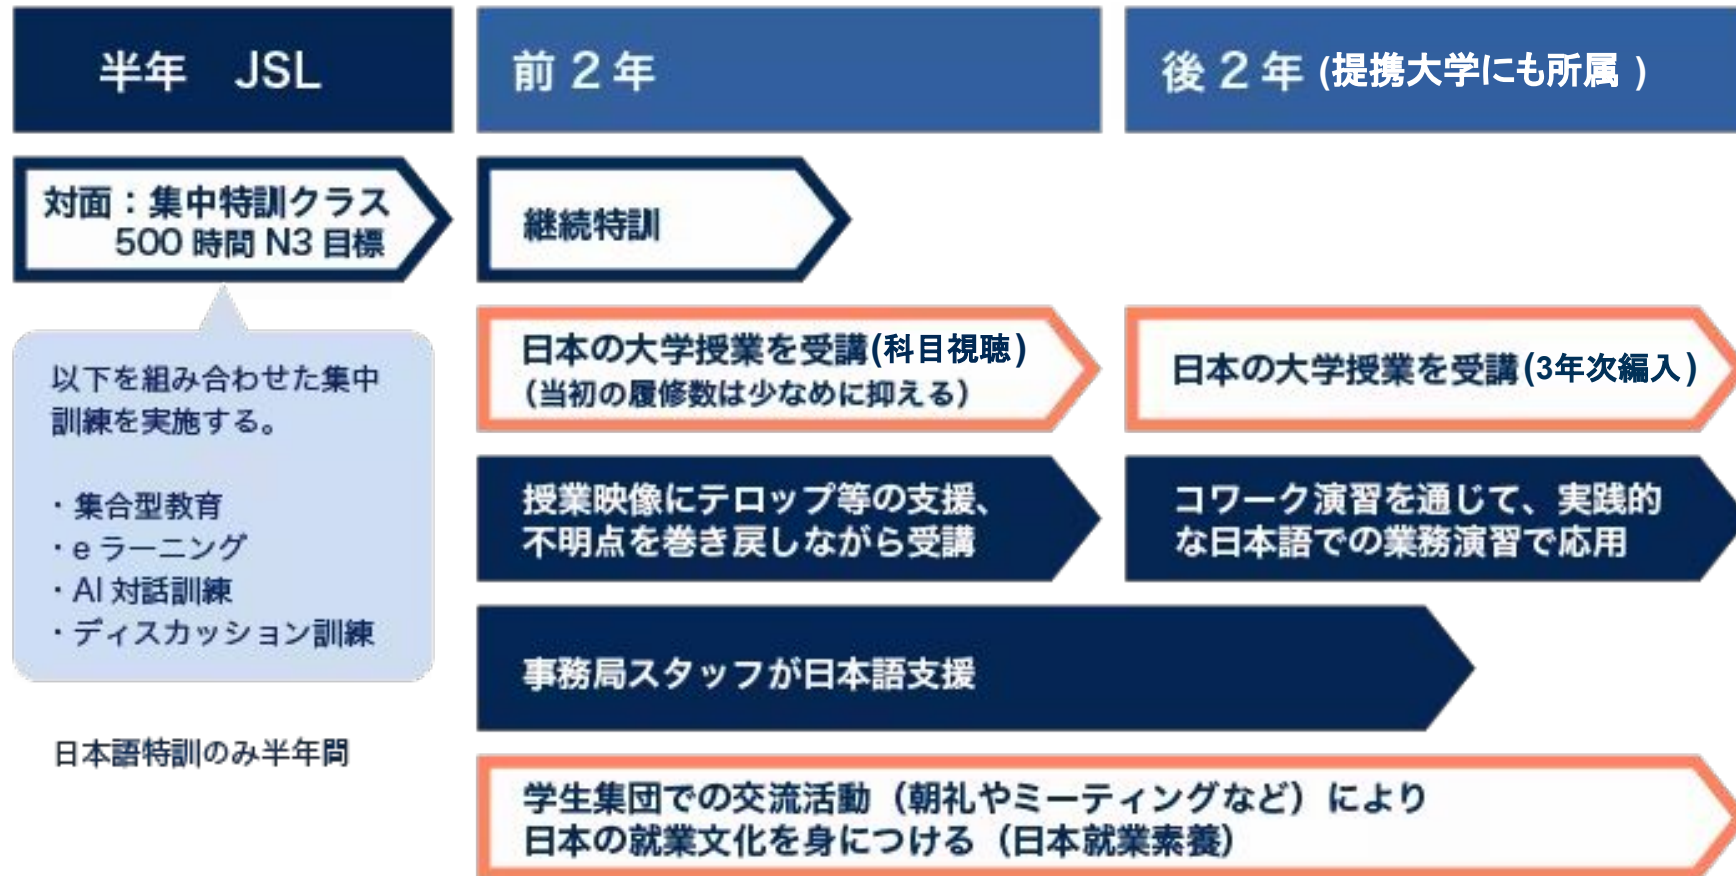 半年　JSL
前 2 年
後 2 年 (提携大学にも所属 )
対面：集中特訓クラス
500 時間 N3 目標
継続特訓
以下を組み合わせた集中
訓練を実施する。
・集合型教育
・e ラーニング
・AI 対話訓練
・ディスカッション訓練
日本語特訓のみ半年間
日本の大学授業を受講(科目視聴)
（当初の履修数は少なめに抑える）
日本の大学授業を受講(3年次編入)
授業映像にテロップ等の支援、
不明点を巻き戻しながら受講
コワーク演習を通じて、実践的
な日本語での業務演習で応用
事務局スタッフが日本語支援
学生集団での交流活動（朝礼やミーティングなど）により
日本の就業文化を身につける（日本就業素養）